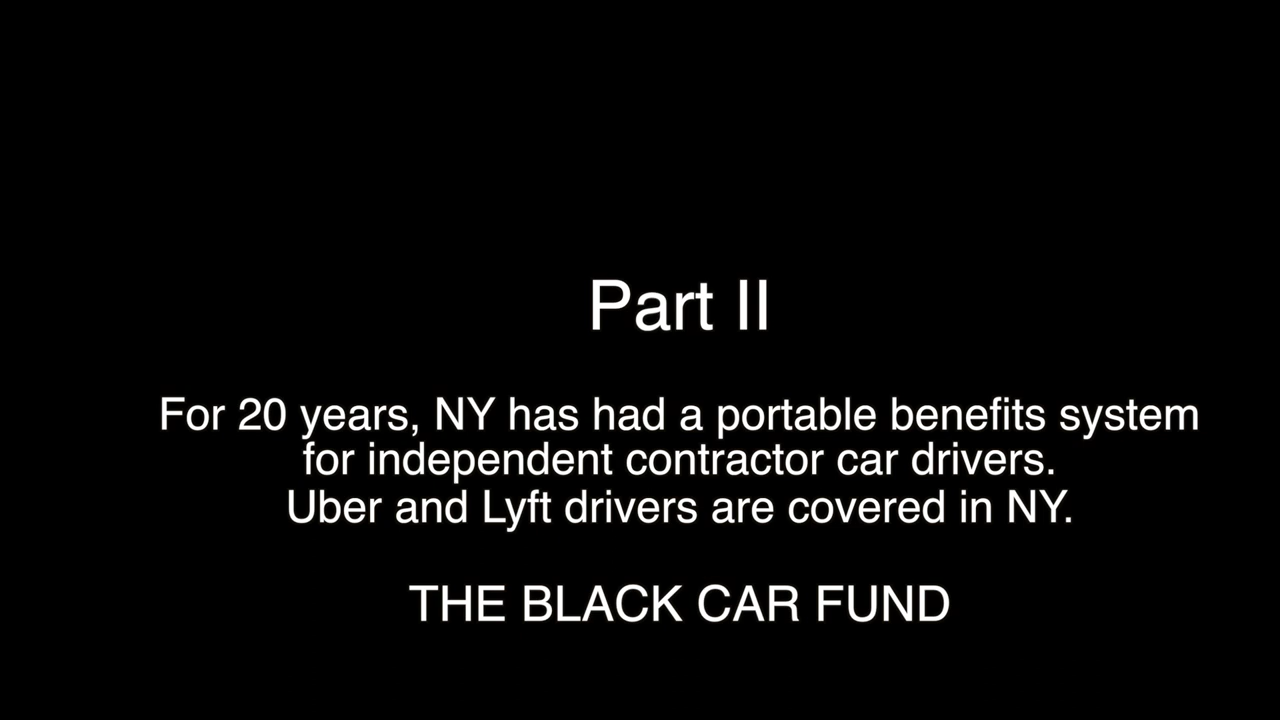 Part II
For 20 years, NY has had a portable benefits system
for independent contractor car drivers.
Uber and Lyft drivers are covered in NY.
THE BLACK CAR FUND